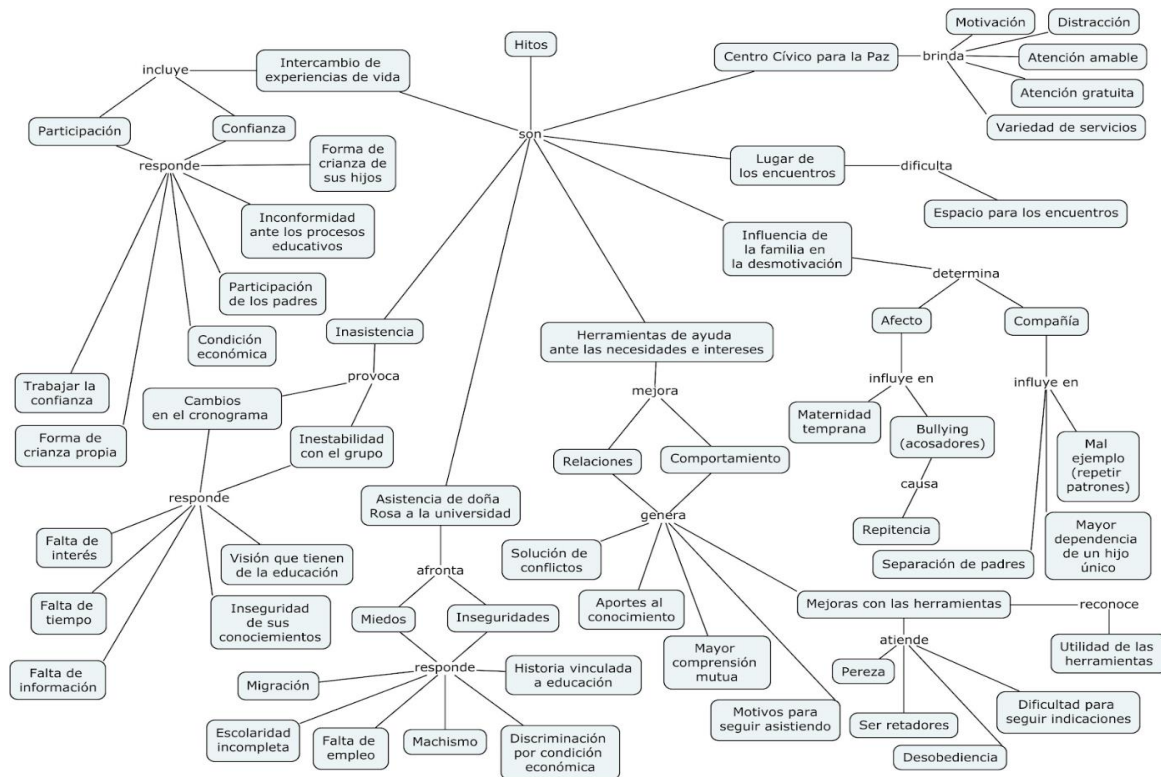 Hitos
son
Intercambio de
experiencias de vida
incluye
Participación
Confianza
responde
Forma de
crianza de
sus hijos
Inconformidad
ante los procesos
educativos
Participación
de los padres
Condición
económica
Trabajar la
confianza
Forma de
crianza propia
Inasistencia
provoca
Cambios
en el cronograma
Inestabilidad
con el grupo
responde
Falta de
interés
Falta de
tiempo
Falta de
información
Visión que tienen
de la educación
Inseguridad
de sus
conociemientos
Asistencia de doña
Rosa a la universidad
afronta
Miedos
Inseguridades
responde
Migración
Escolaridad
incompleta
Falta de
empleo
Machismo
Discriminación
por condición
económica
Historia vinculada
a educación
Herramientas de ayuda
ante las necesidades e intereses
mejora
Relaciones
Comportamiento
genera
Solución de
conflictos
Aportes al
conocimiento
Mayor
comprensión
mutua
Motivos para
seguir asistiendo
Mejoras con las herramientas
reconoce
Utilidad de las
herramientas
atiende
Pereza
Ser retadores
Desobediencia
Dificultad para
seguir indicaciones
Influencia de
la familia en
la desmotivación
determina
Afecto
influye en
Maternidad
temprana
Bullying
(acosadores)
causa
Repitencia
Compañía
influye en
Separación de padres
Mal
ejemplo
(repetir
patrones)
Mayor
dependencia
de un hijo
único
Lugar de
los encuentros
dificulta
Espacio para los encuentros
Centro Cívico para la Paz
brinda
Motivación
Distracción
Atención amable
Atención gratuita
Variedad de servicios